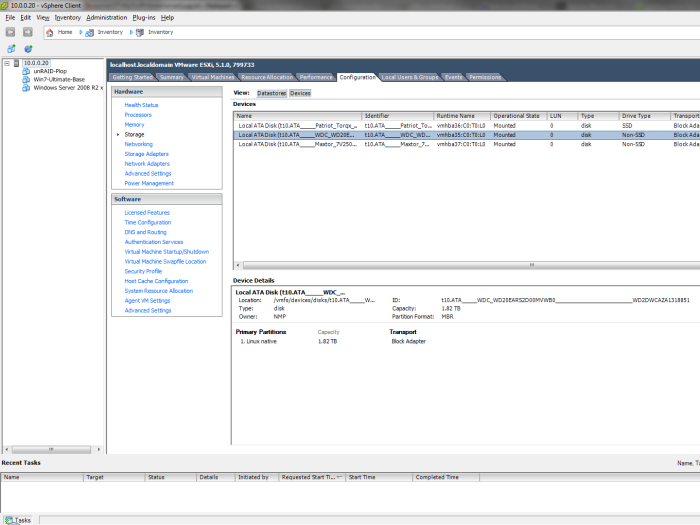 10.0.0.20 - vSphere Client
File Edit View Inventory Administration Plug-ins Help
Home Inventory Inventory
10.0.0.20
unRAID-Plop
Win7-Ultimate-Base
Windows Server 2008 R2 x
localhost.localdomain VMware ESXi, 5.1.0, 799733
Getting Started Summary Virtual Machines Resource Allocation Performance Configuration Local Users & Groups Events Permissions
Hardware
Health Status
Processors
Memory
Storage
Networking
Storage Adapters
Network Adapters
Advanced Settings
Power Management
Software
Licensed Features
Time Configuration
DNS and Routing
Authentication Services
Virtual Machine Startup/Shutdown
Virtual Machine Swapfile Location
Security Profile
Host Cache Configuration
System Resource Allocation
Agent VM Settings
Advanced Settings
View: Datastores Devices
Devices
Name Identifier Runtime Name Operational State LUN Type Drive Type Transport
Local ATA Disk (t10.ATA_____Patriot_Torqx_... t10.ATA_____Patriot_To... vmhba36:C0:T0:L0 Mounted 0 disk SSD Block Ada
Local ATA Disk (t10.ATA_____WDC_WD20E... t10.ATA_____WDC_WD... vmhba35:C0:T0:L0 Mounted 0 disk Non-SSD Block Ada
Local ATA Disk (t10.ATA_____Maxtor_7V250... t10.ATA_____Maxtor_7... vmhba37:C0:T0:L0 Mounted 0 disk Non-SSD Block Ada
Device Details
Local ATA Disk (t10.ATA_____WDC_...
Location: /vmfs/devices/disks/t10.ATA_____W... ID: t10.ATA_____WDC_WD20EARS2D00MVWB0_________________________WD2DWCAZA1318851
Type: disk Capacity: 1.82 TB
Owner: NMP Partition Format: MBR
Primary Partitions Capacity Transport
1. Linux native 1.82 TB Block Adapter
Recent Tasks
Name, Ta
Name Target Status Details Initiated by Requested Start Ti... Start Time Completed Time
Tasks